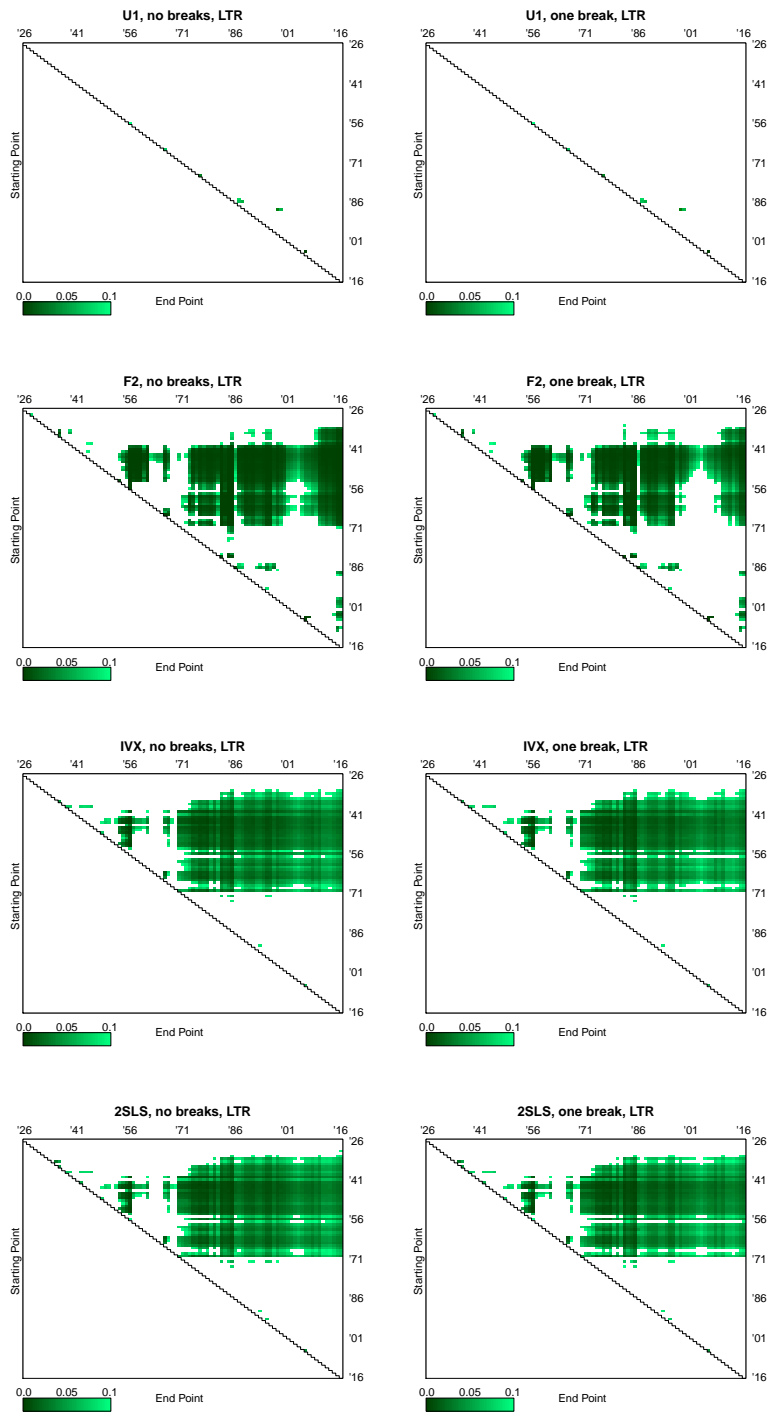 U1, no breaks, LTR
'26 '41 '56 '71 '86 '01 '16
'26
'41
'56
'71
'86
'01
'16
Starting Point
0.0 0.05 0.1
End Point
U1, one break, LTR
'26 '41 '56 '71 '86 '01 '16
'26
'41
'56
'71
'86
'01
'16
Starting Point
0.0 0.05 0.1
End Point
F2, no breaks, LTR
'26 '41 '56 '71 '86 '01 '16
'26
'41
'56
'71
'86
'01
'16
Starting Point
0.0 0.05 0.1
End Point
F2, one break, LTR
'26 '41 '56 '71 '86 '01 '16
'26
'41
'56
'71
'86
'01
'16
Starting Point
0.0 0.05 0.1
End Point
IVX, no breaks, LTR
'26 '41 '56 '71 '86 '01 '16
'26
'41
'56
'71
'86
'01
'16
Starting Point
0.0 0.05 0.1
End Point
IVX, one break, LTR
'26 '41 '56 '71 '86 '01 '16
'26
'41
'56
'71
'86
'01
'16
Starting Point
0.0 0.05 0.1
End Point
2SLS, no breaks, LTR
'26 '41 '56 '71 '86 '01 '16
'26
'41
'56
'71
'86
'01
'16
Starting Point
0.0 0.05 0.1
End Point
2SLS, one break, LTR
'26 '41 '56 '71 '86 '01 '16
'26
'41
'56
'71
'86
'01
'16
Starting Point
0.0 0.05 0.1
End Point